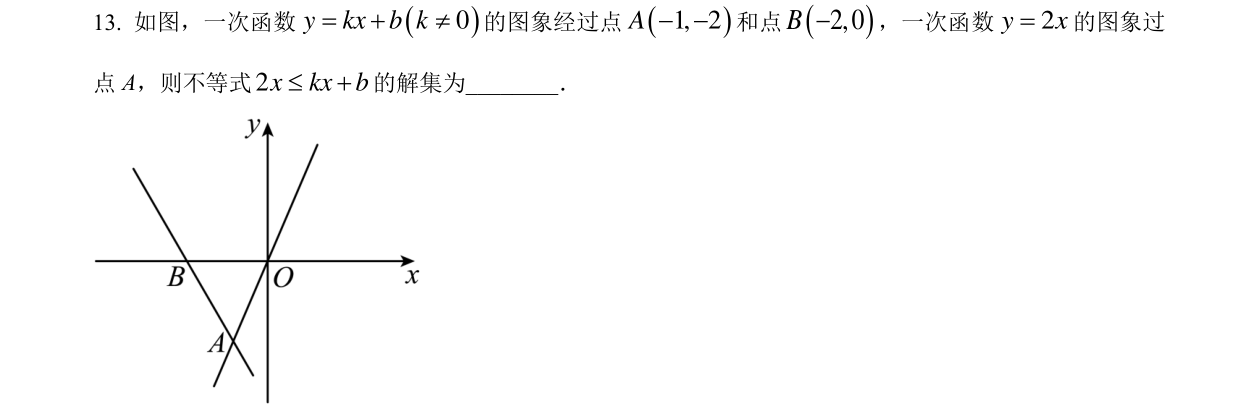 13. 如图，一次函数 y = kx + b(k ≠ 0)的图象经过点 A(−1,−2)和点 B(−2,0)，一次函数 y = 2x 的图象过
点 A，则不等式 2x ≤ kx + b 的解集为________．
y
B
O
x
A